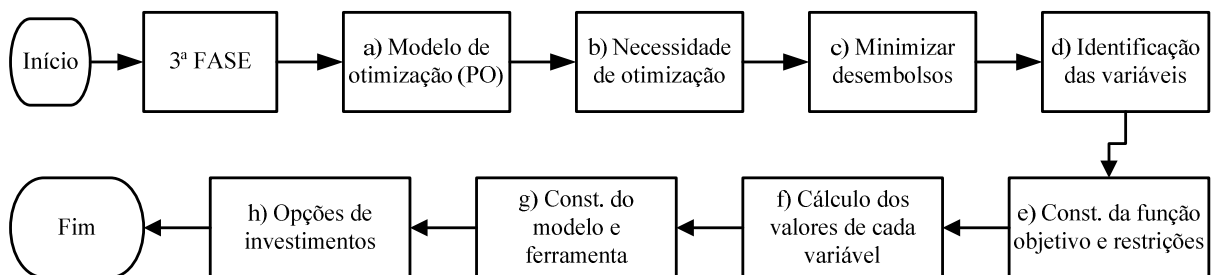 Início
3ª FASE
a) Modelo de
otimização (PO)
b) Necessidade
de otimização
c) Minimizar
desembolsos
d) Identificação
das variáveis
e) Const. da função
objetivo e restrições
f) Cálculo dos
valores de cada
variável
g) Const. do
modelo e
ferramenta
h) Opções de
investimentos
Fim